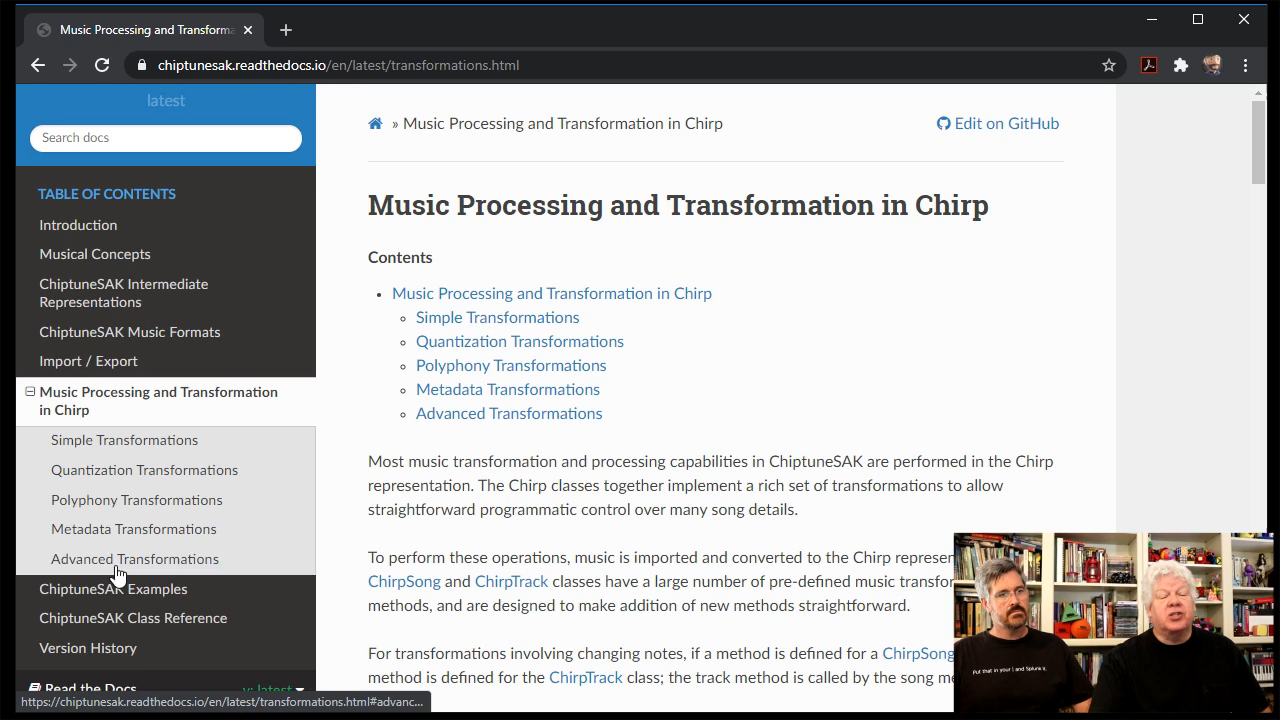 Music Processing and Transforma
chiptunesak.readthedocs.io/en/latest/transformations.html
latest
Search docs
TABLE OF CONTENTS
Introduction
Musical Concepts
ChiptuneSAK Intermediate
Representations
ChiptuneSAK Music Formats
Import / Export
Music Processing and Transformation
in Chirp
Simple Transformations
Quantization Transformations
Polyphony Transformations
Metadata Transformations
Advanced Transformations
ChiptuneSAK Examples
ChiptuneSAK Class Reference
Version History
Read the Docs
v: latest
https://chiptunesak.readthedocs.io/en/latest/transformations.html#advanc...
» Music Processing and Transformation in Chirp
Edit on GitHub
Music Processing and Transformation in Chirp
Contents
• Music Processing and Transformation in Chirp
◦ Simple Transformations
◦ Quantization Transformations
◦ Polyphony Transformations
◦ Metadata Transformations
◦ Advanced Transformations
Most music transformation and processing capabilities in ChiptuneSAK are performed in the Chirp
representation. The Chirp classes together implement a rich set of transformations to allow
straightforward programmatic control over many song details.
To perform these operations, music is imported and converted to the Chirp represen
ChirpSong and ChirpTrack classes have a large number of pre-defined music transfor
methods, and are designed to make addition of new methods straightforward.
For transformations involving changing notes, if a method is defined for a ChirpSong
method is defined for the ChirpTrack class; the track method is called by the song me
Put that in your | and Splunk it.